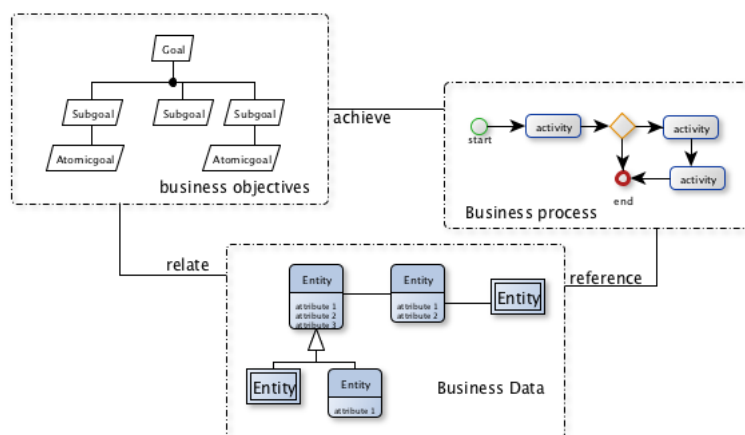 Goal
Subgoal
Subgoal
Subgoal
Atomicgoal
Atomicgoal
business objectives
achieve
start
activity
activity
activity
end
Business process
relate
reference
Entity
attribute 1
attribute 2
attribute 3
Entity
attribute 1
attribute 2
Entity
Entity
Entity
attribute 1
Business Data